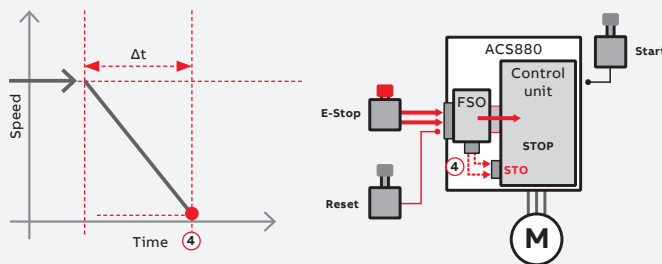 Δt
Speed
Time
4
ACS880
Control
unit
FSO
E-Stop
STOP
4
STO
Reset
Start
M